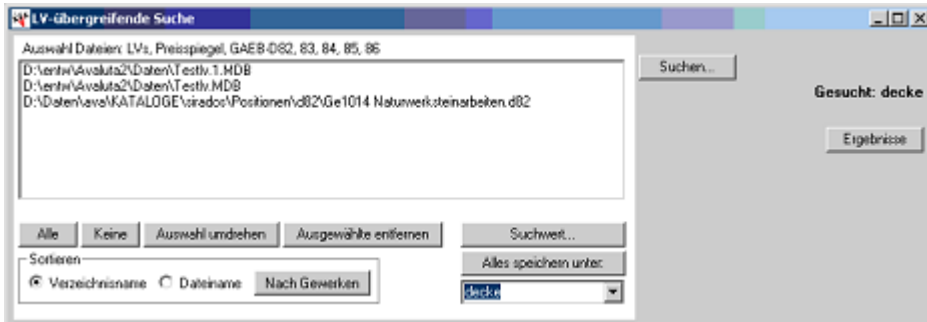 LV-übergreifende Suche
Auswahl Dateien: LVs, Preisspiegel, GAEB-D82, 83, 84, 85, 86
D:\entw\Avaluta2\Daten\Testlv.1.MDB
D:\entw\Avaluta2\Daten\Testlv.MDB
D:\Daten\ava\KATALOGE\sirados\Positionen\d82\Ge1014 Naturwerksteinarbeiten.d82
Suchen...
Gesucht: decke
Ergebnisse
Alle Keine Auswahl umdrehen Ausgewählte entfernen Suchwert...
Sortieren
Alles speichern unter:
Verzeichnisname Dateiname Nach Gewerken
decke